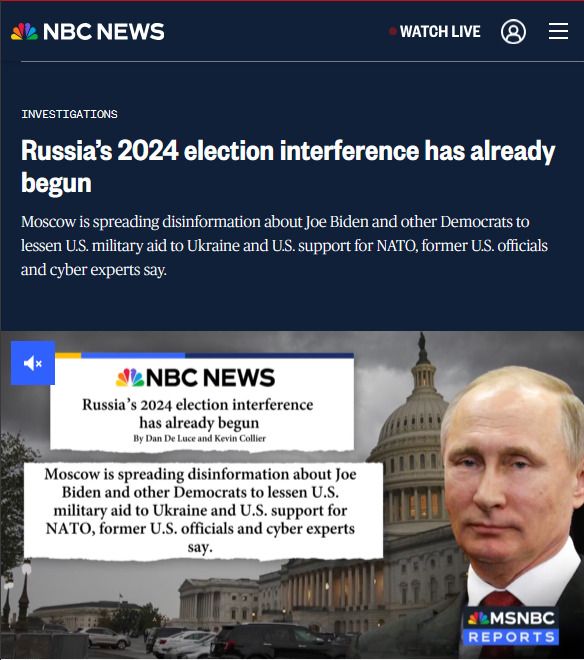 NBC NEWS
WATCH LIVE
INVESTIGATIONS
Russia’s 2024 election interference has already
begun
Moscow is spreading disinformation about Joe Biden and other Democrats to
lessen U.S. military aid to Ukraine and U.S. support for NATO, former U.S. officials
and cyber experts say.
NBC NEWS
Russia's 2024 election interference
has already begun
By Dan De Luce and Kevin Collier
Moscow is spreading disinformation about Joe
Biden and other Democrats to lessen U.S.
military aid to Ukraine and U.S. support for
NATO, former U.S. officials and cyber experts
say.
MSNBC
REPORTS